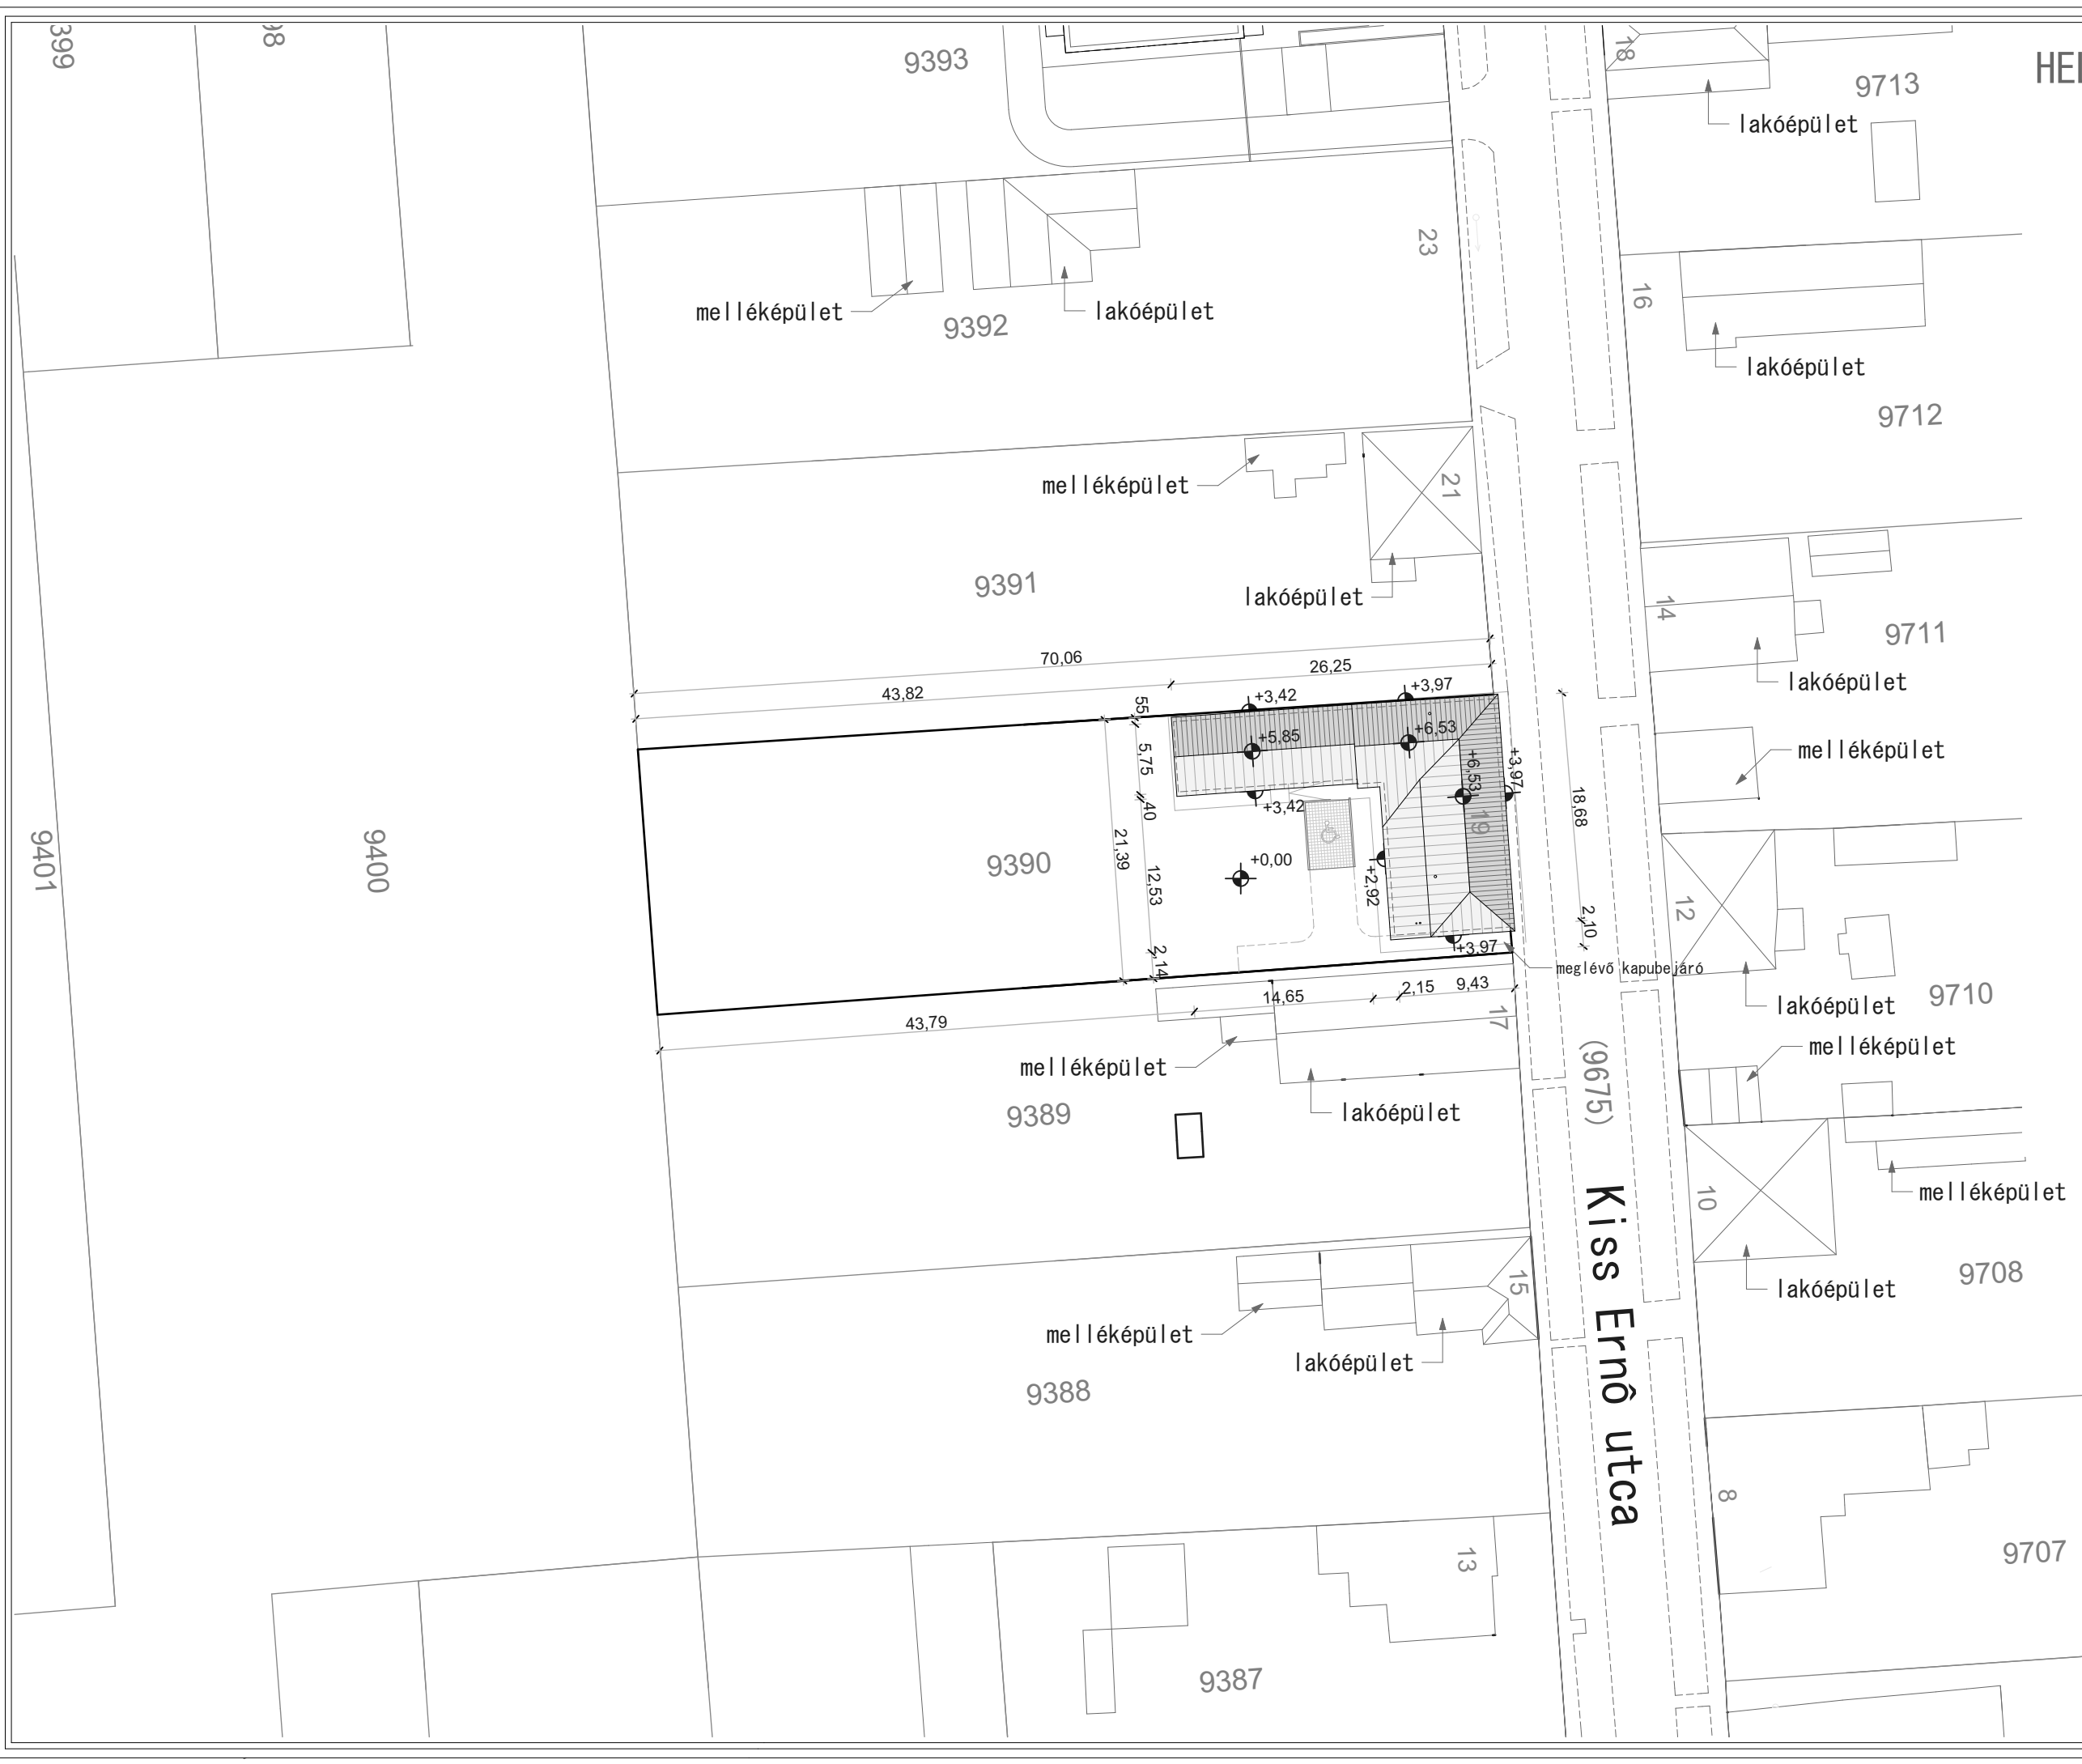 399
98
9393
18
9713
HE
lakóépület
23
melléképület
9392
lakóépület
16
lakóépület
9712
melléképület
21
9391
lakóépület
14
9711
lakóépület
70,06
26,25
43,82
55
+3,42
+3,97
+5,85
+6,53
+6,53
+3,97
5,75
40
+3,42
18,68
19
melléképület
9401
9400
9390
21,39
+0,00
12,53
+2,92
2,10
12
2,14
+3,97
meglévő kapubejáró
lakóépület
9710
14,65
2,15
9,43
43,79
17
melléképület
(9675)
melléképület
9389
lakóépület
10
melléképület
Kiss Ernô utca
15
9708
lakóépület
melléképület
lakóépület
9388
8
13
9707
9387